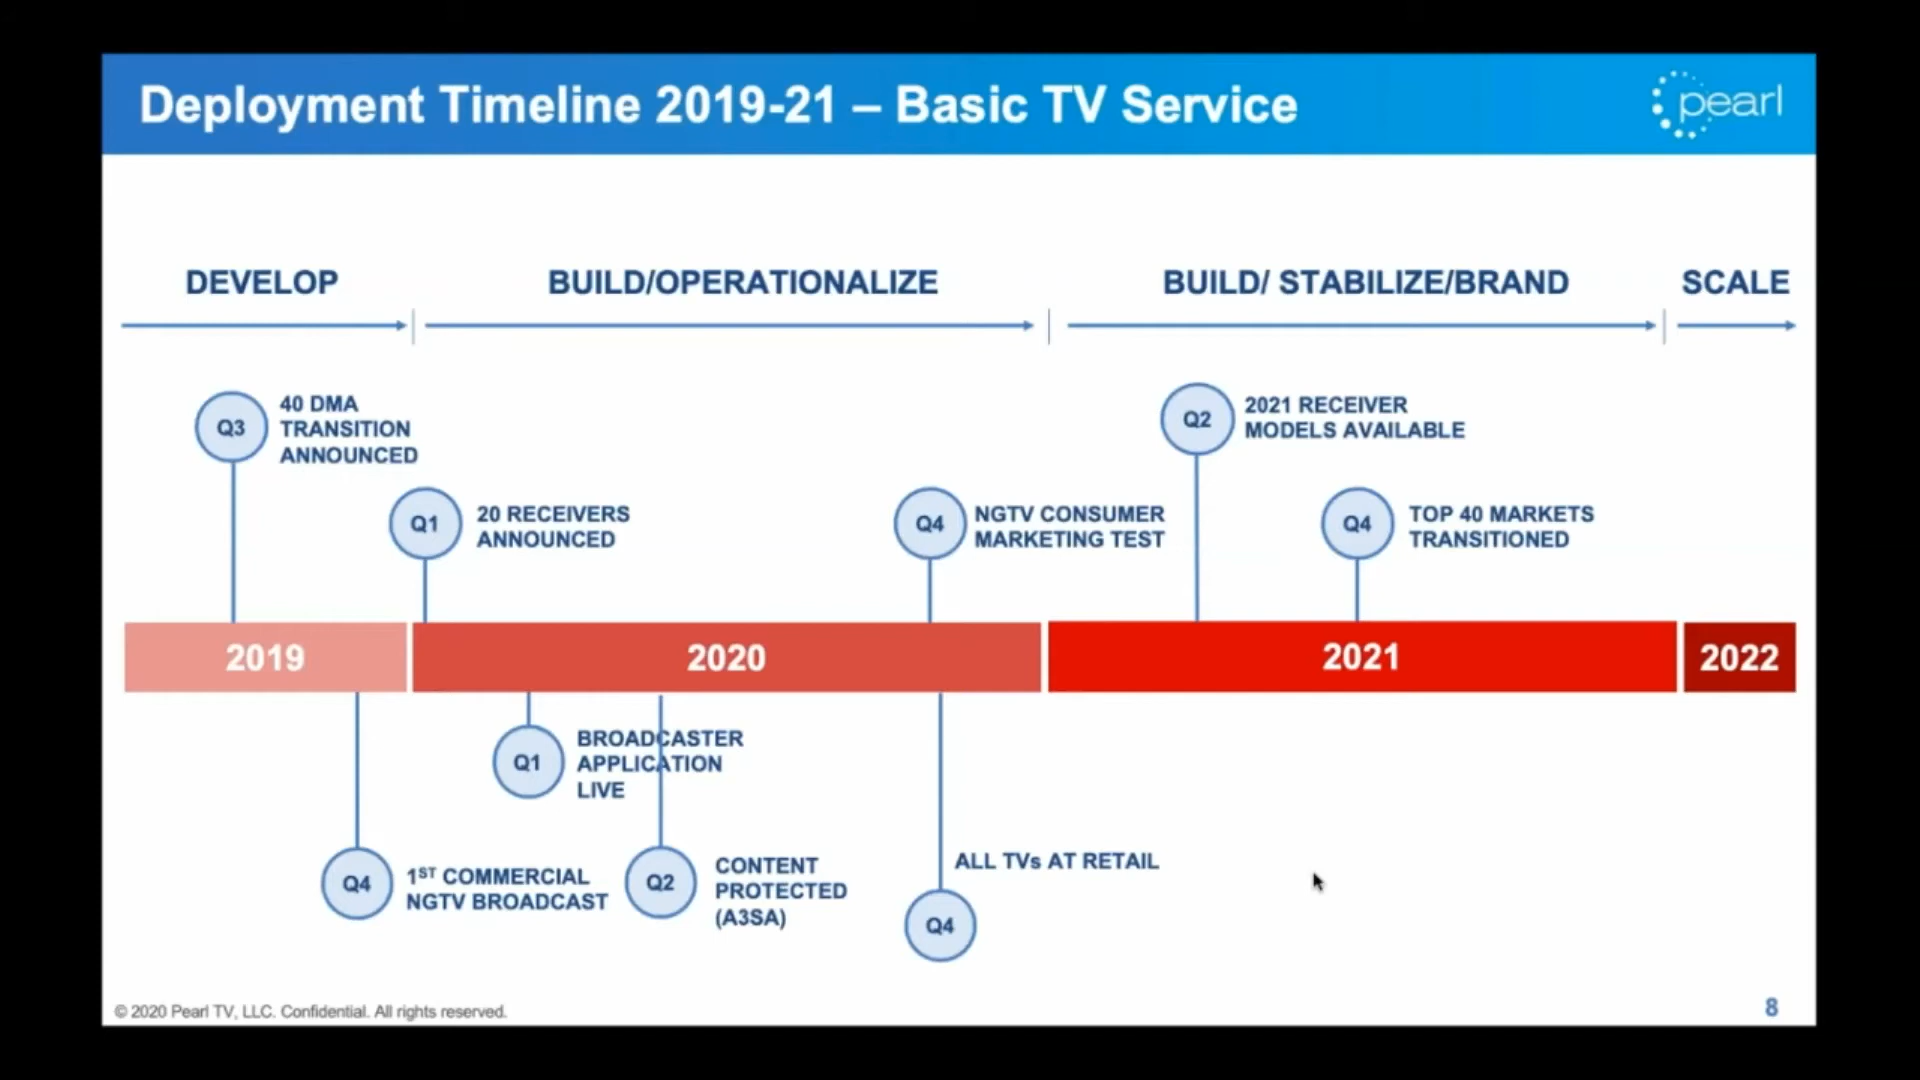 Deployment Timeline 2019-21 – Basic TV Service
pearl
DEVELOP
BUILD/OPERATIONALIZE
BUILD/ STABILIZE/BRAND
SCALE
Q3
40 DMA
TRANSITION
ANNOUNCED
Q1
20 RECEIVERS
ANNOUNCED
Q4
NGTV CONSUMER
MARKETING TEST
Q2
2021 RECEIVER
MODELS AVAILABLE
Q4
TOP 40 MARKETS
TRANSITIONED
2019
2020
2021
2022
Q4
1ST COMMERCIAL
NGTV BROADCAST
Q1
BROADCASTER
APPLICATION
LIVE
Q2
CONTENT
PROTECTED
(A3SA)
Q4
ALL TVs AT RETAIL
© 2020 Pearl TV, LLC. Confidential. All rights reserved.
8